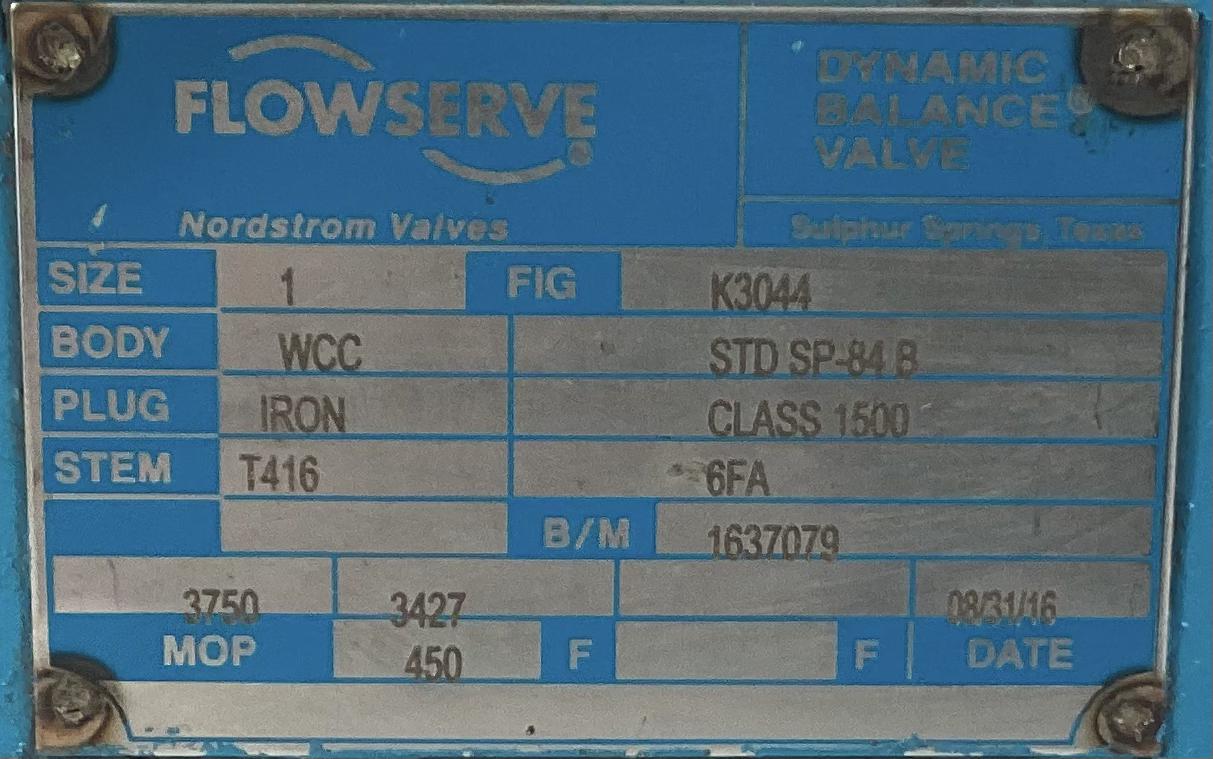 FLOWSERVE®
Nordstrom Valves
DYNAMIC
BALANCE®
VALVE
Sulphur Springs, Texas
SIZE 1 FIG K3044
BODY WCC STD SP-84 B
PLUG IRON CLASS 1500
STEM T416 6FA
B/M 1637079
3750 3427 08/31/16
MOP 450 F F DATE